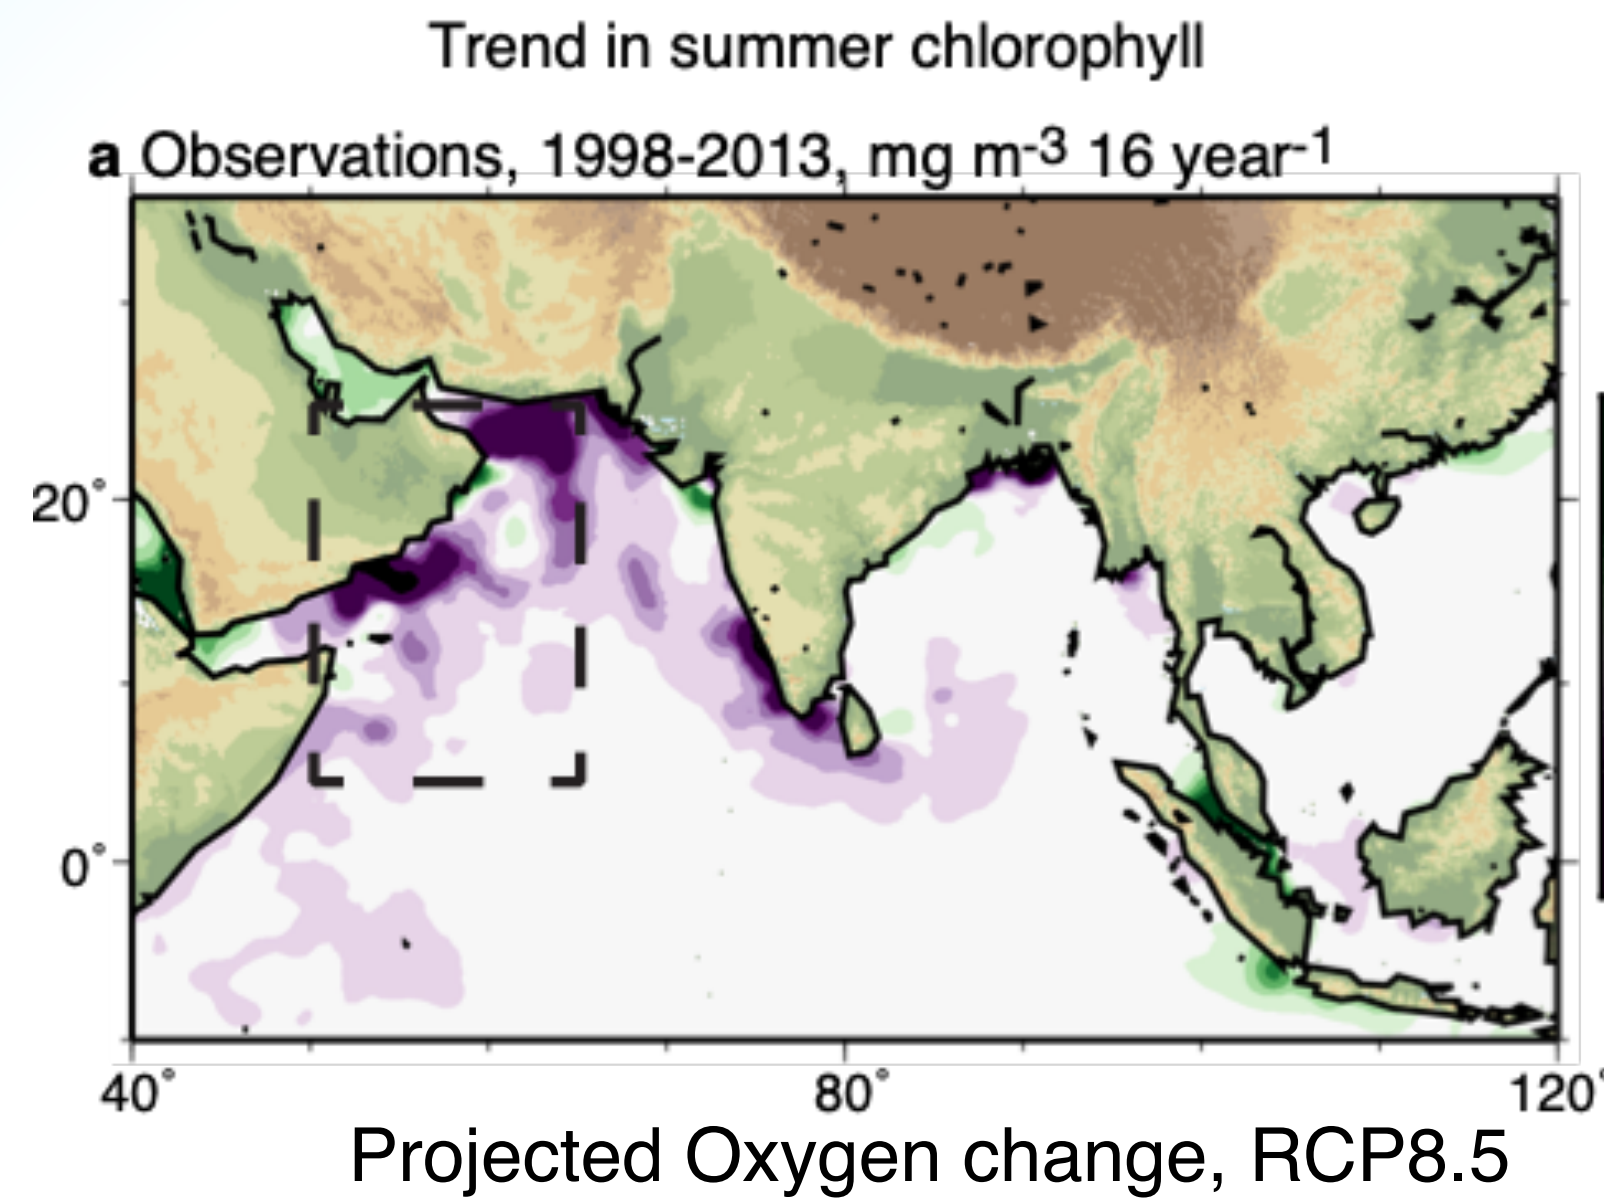 Trend in summer chlorophyll
a Observations, 1998-2013, mg m-3 16 year-1
20°
0°
40° 80° 120°
Projected Oxygen change, RCP8.5